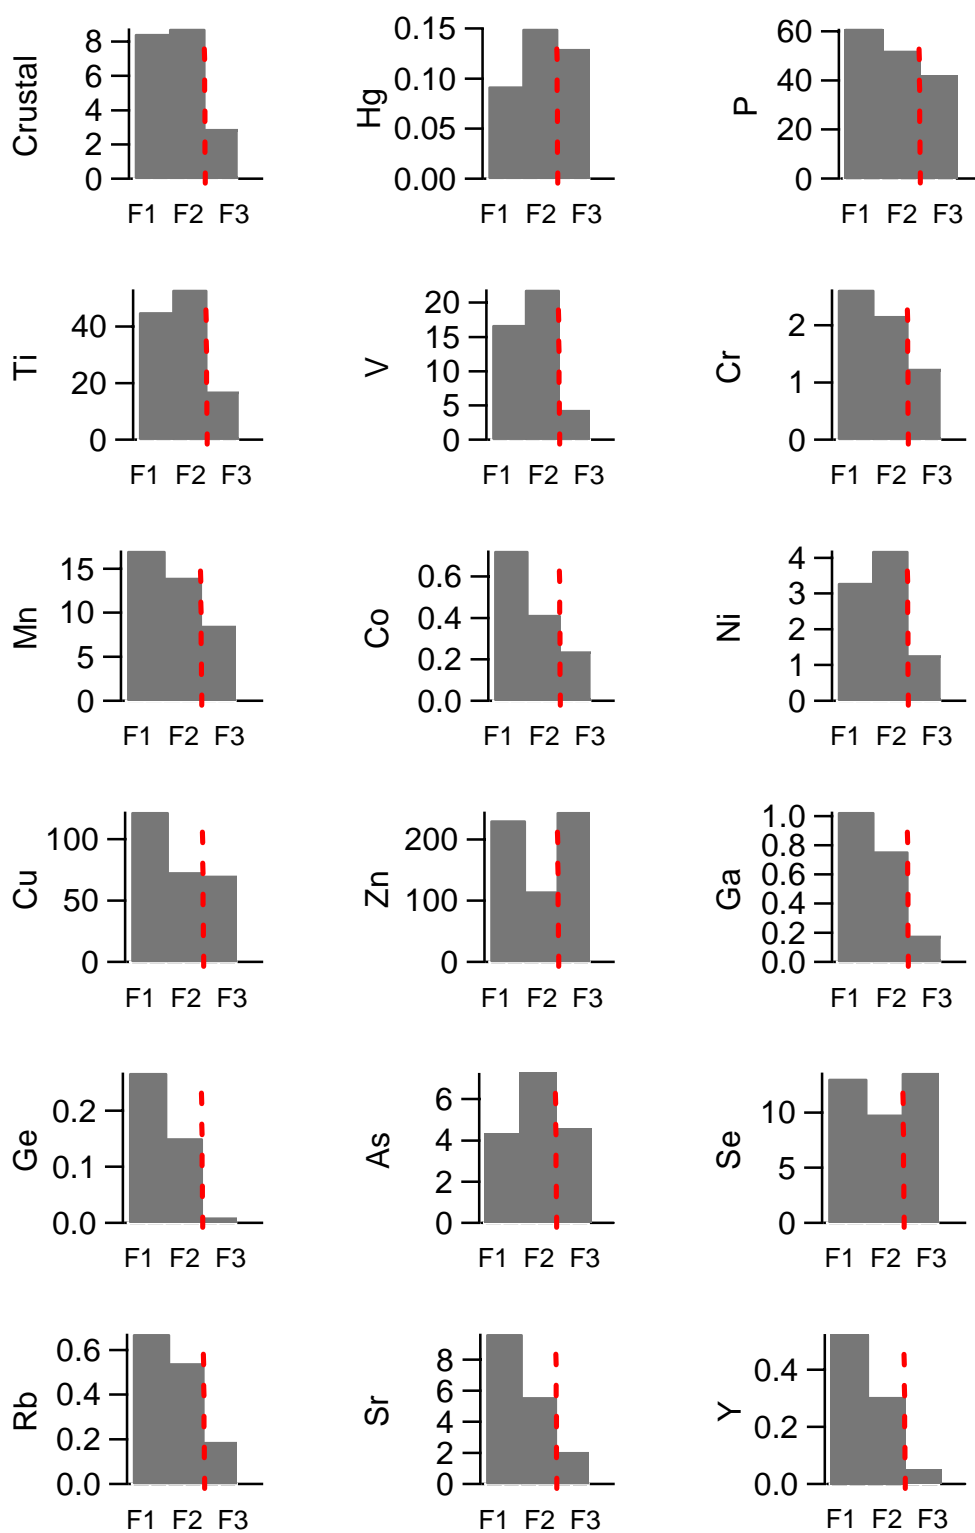 Crustal
8
6
4
2
0
F1 F2 F3
Hg
0.15
0.10
0.05
0.00
F1 F2 F3
P
60
40
20
0
F1 F2 F3
Ti
40
20
0
F1 F2 F3
V
20
15
10
5
0
F1 F2 F3
Cr
2
1
0
F1 F2 F3
Mn
15
10
5
0
F1 F2 F3
Co
0.6
0.4
0.2
0.0
F1 F2 F3
Ni
4
3
2
1
0
F1 F2 F3
Cu
100
50
0
F1 F2 F3
Zn
200
100
0
F1 F2 F3
Ga
1.0
0.8
0.6
0.4
0.2
0.0
F1 F2 F3
Ge
0.2
0.1
0.0
F1 F2 F3
As
6
4
2
0
F1 F2 F3
Se
10
5
0
F1 F2 F3
Rb
0.6
0.4
0.2
0.0
F1 F2 F3
Sr
8
6
4
2
0
F1 F2 F3
Y
0.4
0.2
0.0
F1 F2 F3